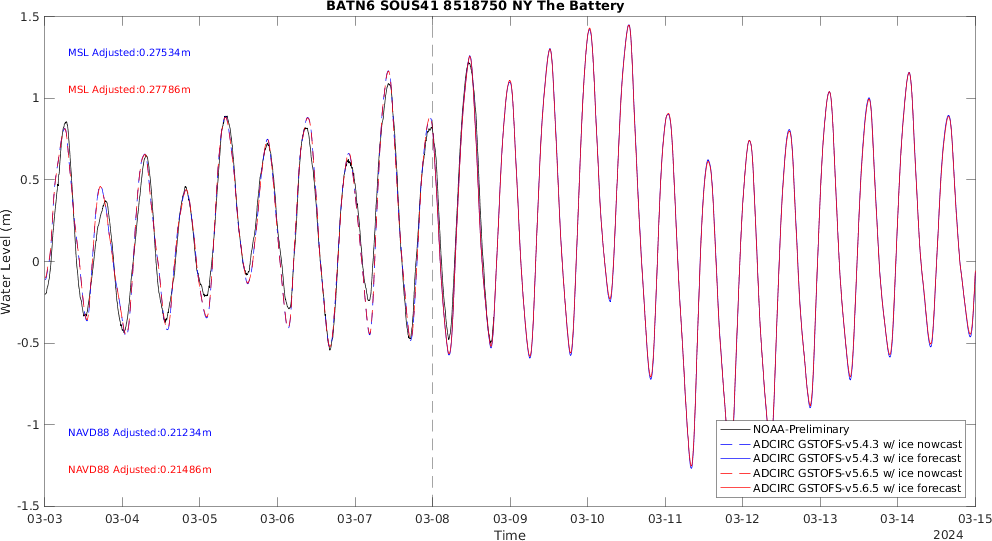 BATN6 SOUS41 8518750 NY The Battery
1.5
1
0.5
0
-0.5
-1
-1.5
Water Level (m)
MSL Adjusted:0.27534m
MSL Adjusted:0.27786m
NAVD88 Adjusted:0.21234m
NAVD88 Adjusted:0.21486m
NOAA-Preliminary
ADCIRC GSTOFS-v5.4.3 w/ ice nowcast
ADCIRC GSTOFS-v5.4.3 w/ ice forecast
ADCIRC GSTOFS-v5.6.5 w/ ice nowcast
ADCIRC GSTOFS-v5.6.5 w/ ice forecast
03-03 03-04 03-05 03-06 03-07 03-08 03-09 03-10 03-11 03-12 03-13 03-14 03-15
Time
2024